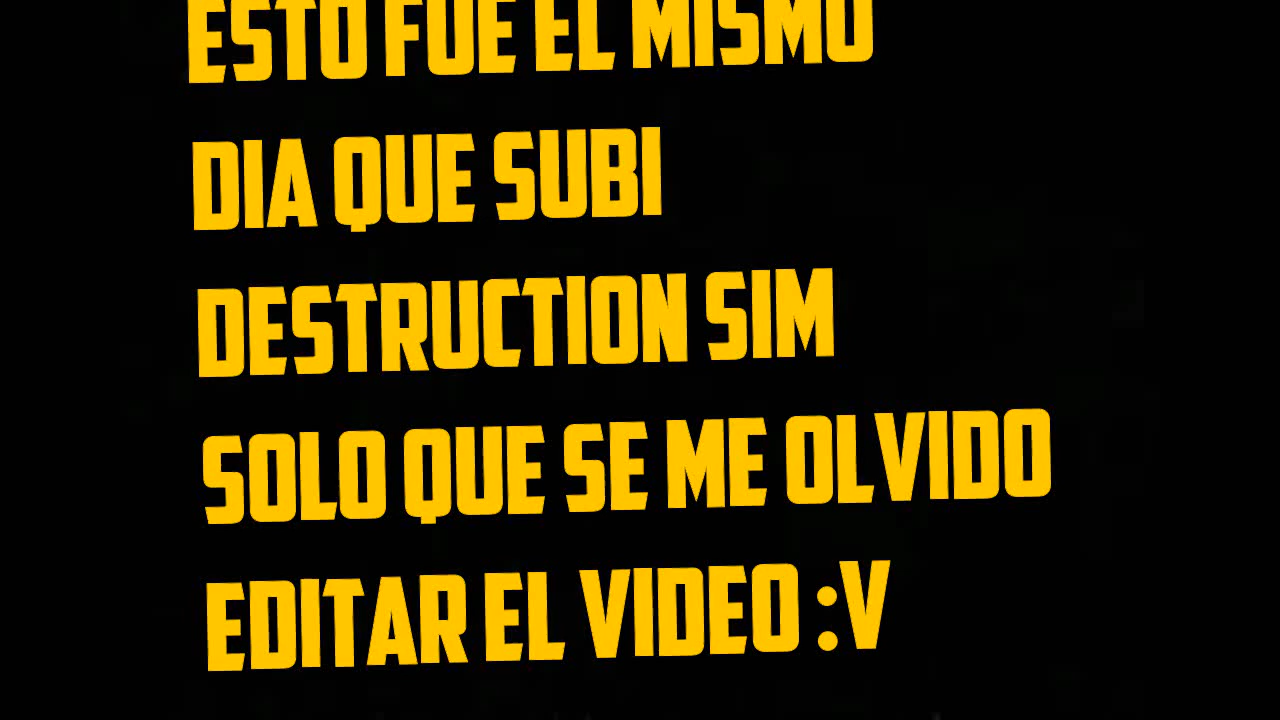 ESTO FUE EL MISMO
DIA QUE SUBI
DESTRUCTION SIM
SOLO QUE SE ME OLVIDO
EDITAR EL VIDEO :V